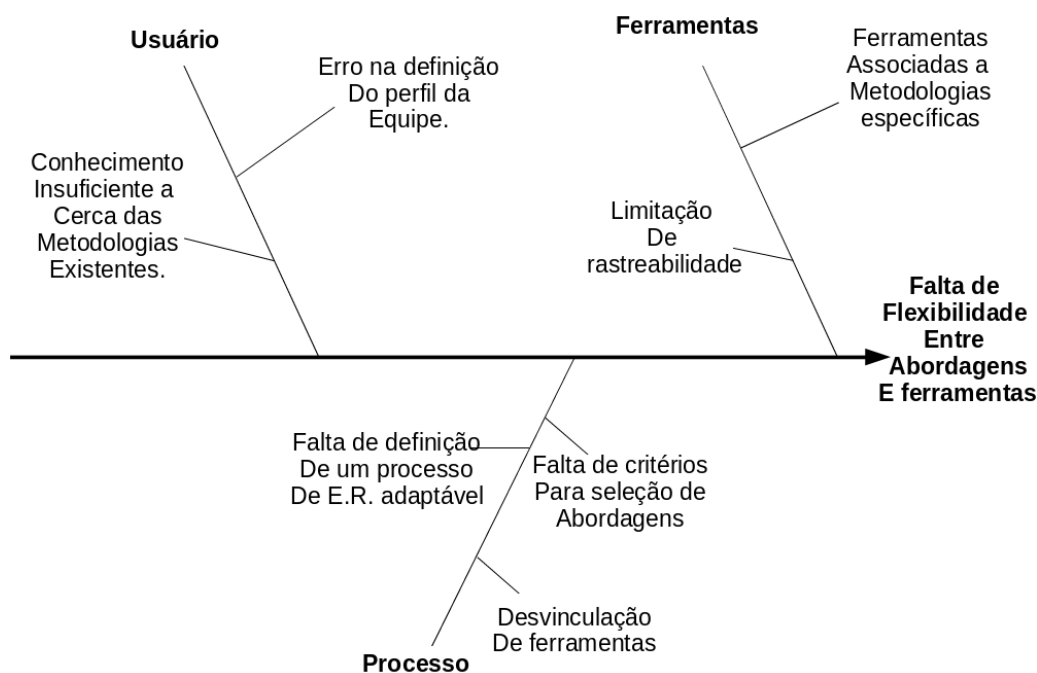 Usuário
Erro na definição
Do perfil da
Equipe.
Conhecimento
Insuficiente a
Cerca das
Metodologias
Existentes.
Ferramentas
Ferramentas
Associadas a
Metodologias
específicas
Limitação
De
rastreabilidade
Falta de
Flexibilidade
Entre
Abordagens
E ferramentas
Falta de definição
De um processo
De E.R. adaptável
Falta de critérios
Para seleção de
Abordagens
Desvinculação
De ferramentas
Processo